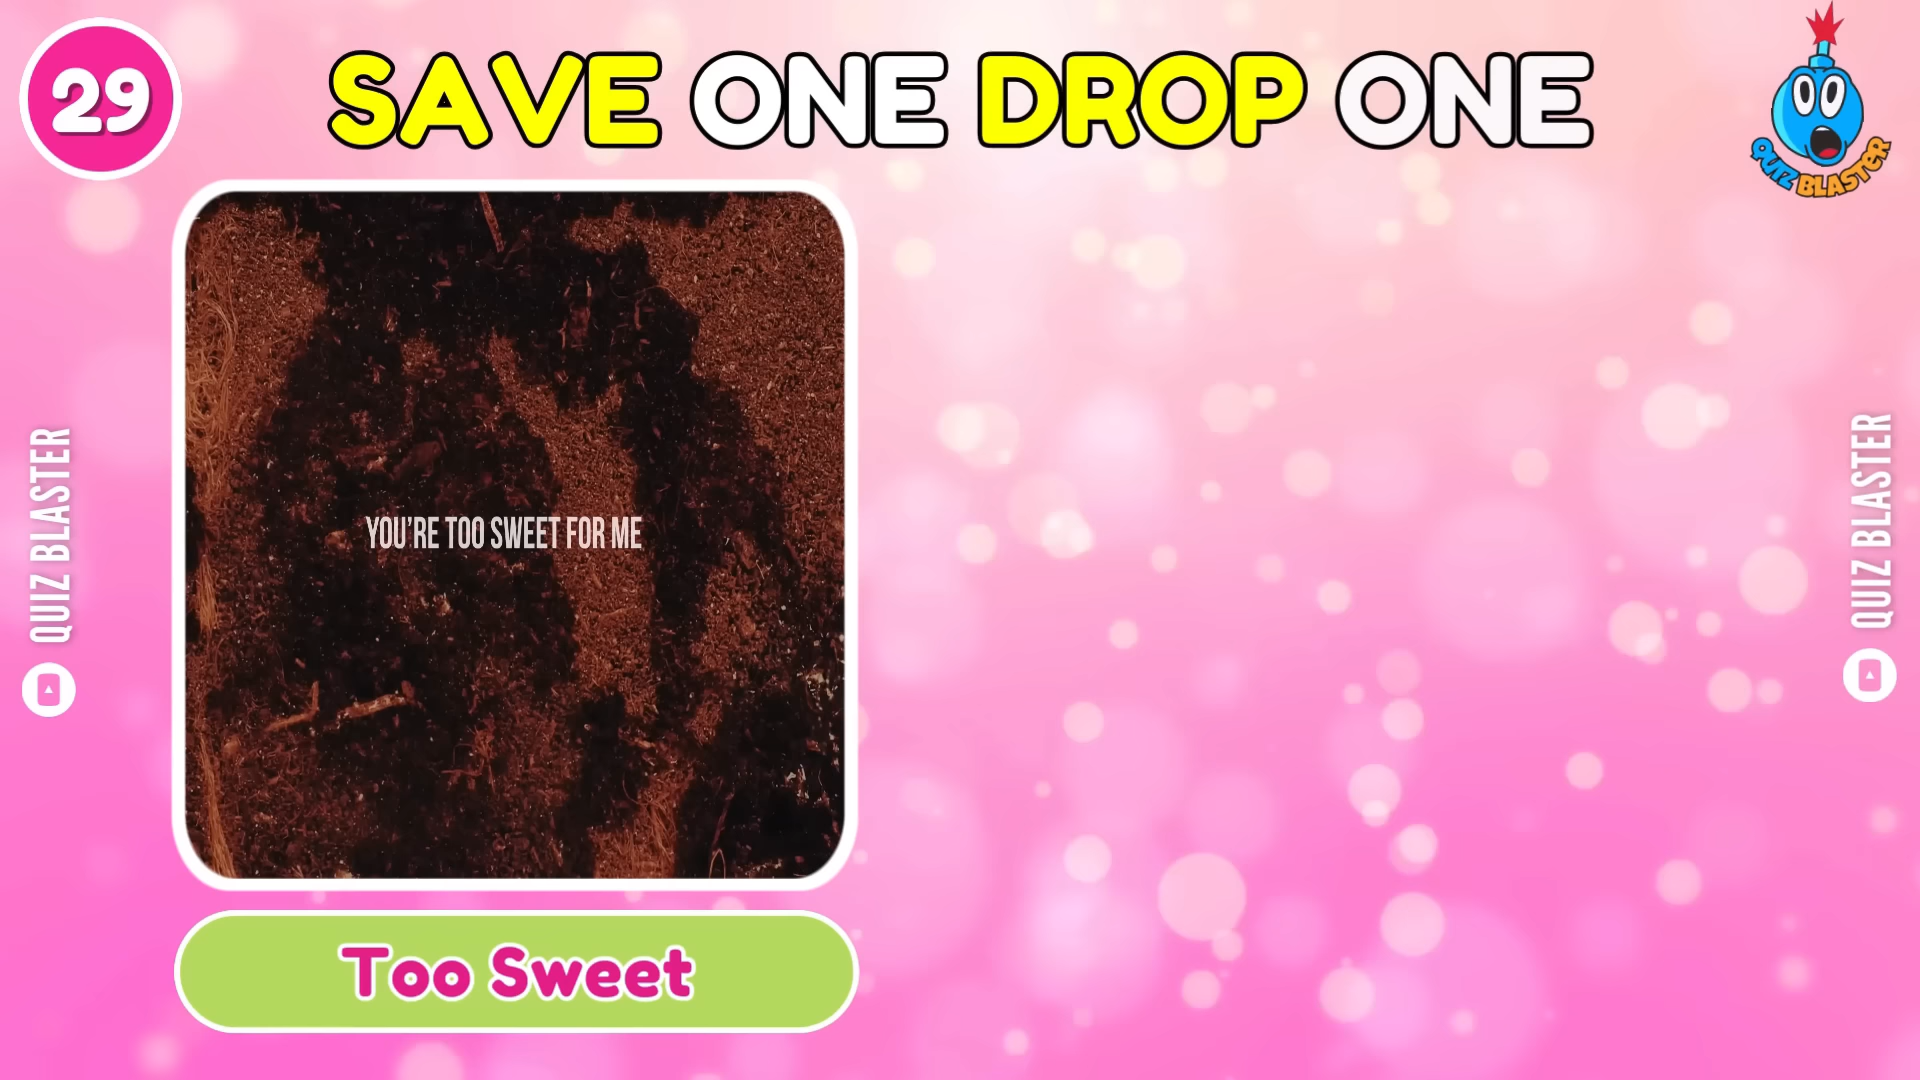 29
SAVE ONE DROP ONE
QUIZ BLASTER
QUIZ BLASTER
YOU'RE TOO SWEET FOR ME
QUIZ BLASTER
Too Sweet